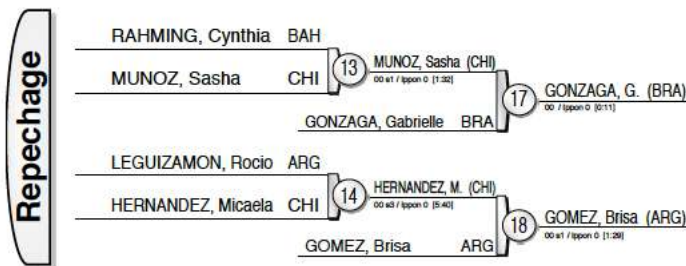 Repechage
RAHMING, Cynthia BAH
MUNOZ, Sasha CHI
13
MUNOZ, Sasha (CHI)
00 s1 / Ippon 0 [1:32]
GONZAGA, Gabrielle BRA
17
GONZAGA, G. (BRA)
00 / Ippon 0 [0:11]
LEGUIZAMON, Rocio ARG
HERNANDEZ, Micaela CHI
14
HERNANDEZ, M. (CHI)
00 s3 / Ippon 0 [5:40]
GOMEZ, Brisa ARG
18
GOMEZ, Brisa (ARG)
00 s1 / Ippon 0 [1:29]